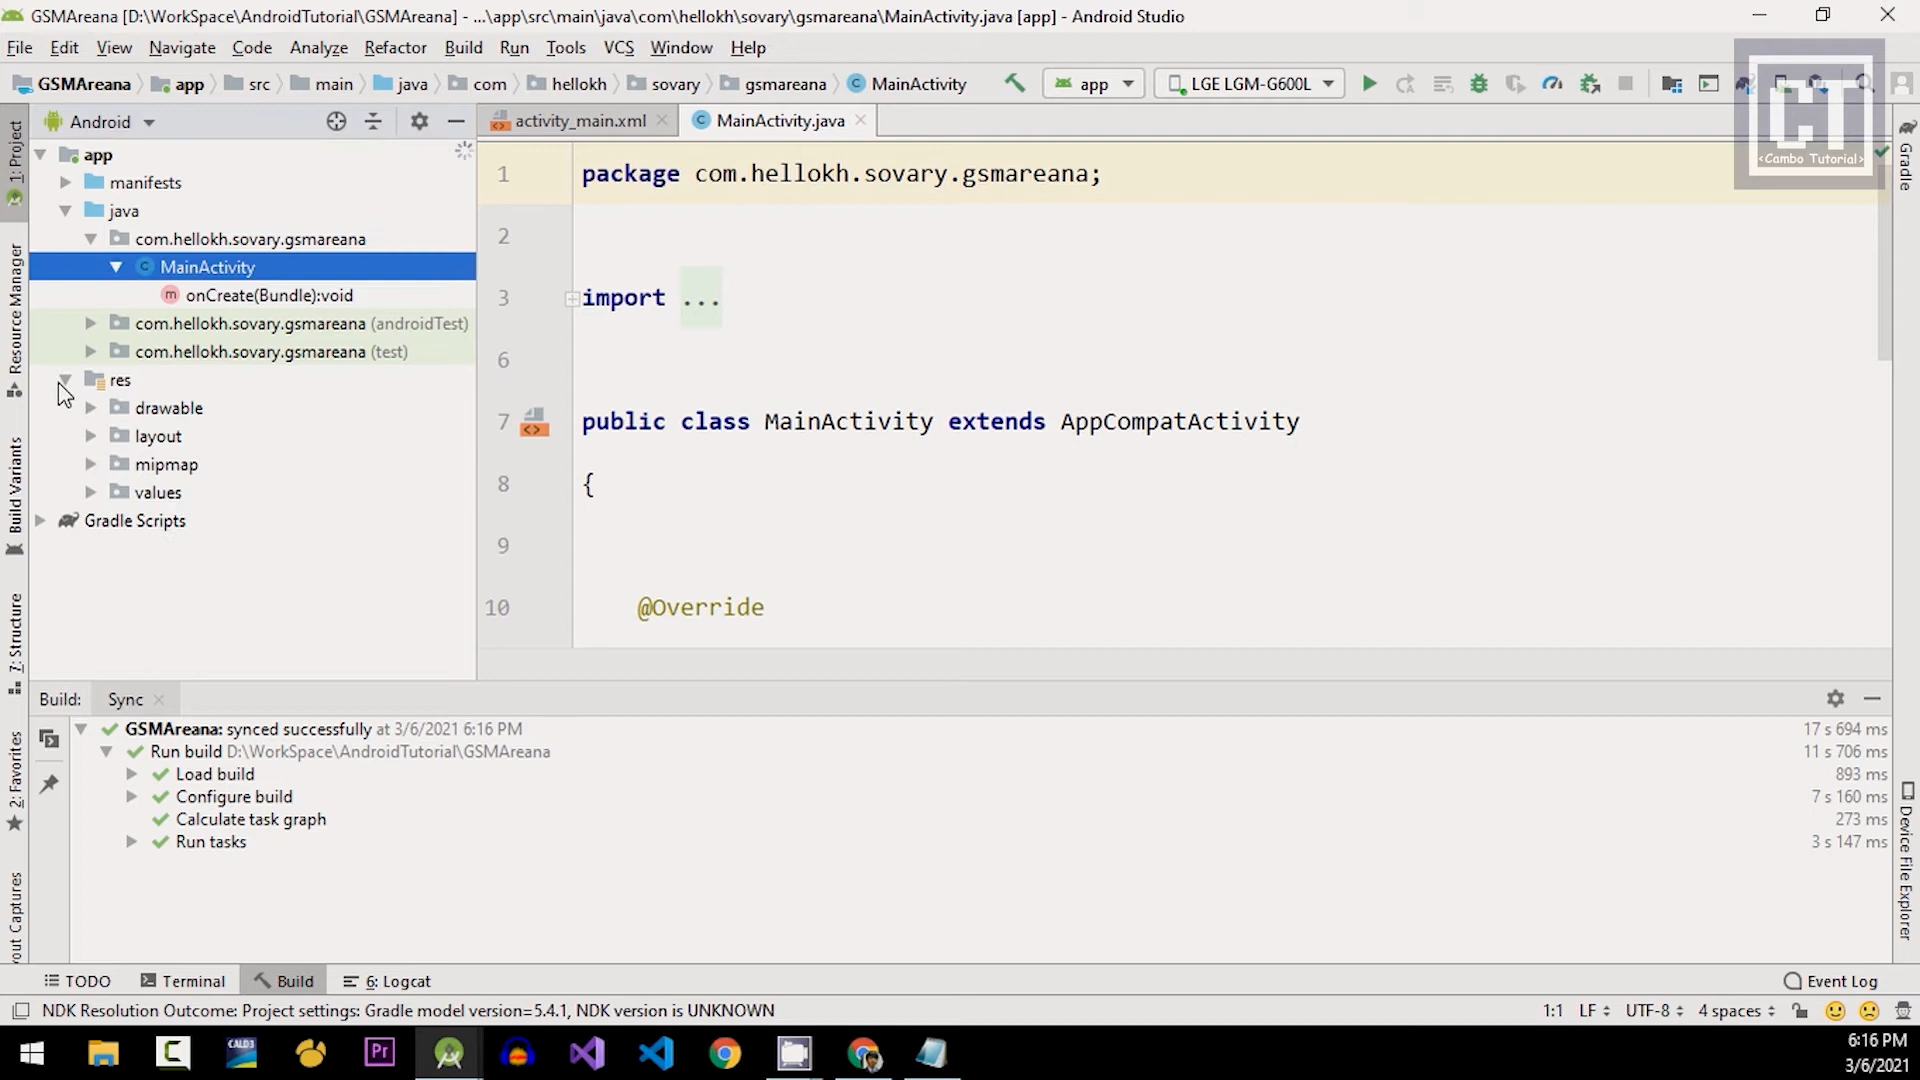 GSMAreana [D:\WorkSpace\AndroidTutorial\GSMAreana] - ...\app\src\main\java\com\hellokh\sovary\gsmareana\MainActivity.java [app] - Android Studio
File Edit View Navigate Code Analyze Refactor Build Run Tools VCS Window Help
GSMAreana app src main java com hellokh sovary gsmareana MainActivity app LGE LGM-G600L
CT
<Cambo Tutorial>
Android
activity_main.xml MainActivity.java
1: Project
Resource Manager
Build Variants
7: Structure
2: Favorites
yout Captures
app
manifests
java
com.hellokh.sovary.gsmareana
MainActivity
onCreate(Bundle):void
com.hellokh.sovary.gsmareana (androidTest)
com.hellokh.sovary.gsmareana (test)
res
drawable
layout
mipmap
values
Gradle Scripts
1 package com.hellokh.sovary.gsmareana;
2
3 import ...
6
7 public class MainActivity extends AppCompatActivity
8 {
9
10 @Override
Gradle
Device File Explorer
Build: Sync
GSMAreana: synced successfully at 3/6/2021 6:16 PM 17 s 694 ms
Run build D:\WorkSpace\AndroidTutorial\GSMAreana 11 s 706 ms
Load build 893 ms
Configure build 7 s 160 ms
Calculate task graph 273 ms
Run tasks 3 s 147 ms
TODO Terminal Build 6: Logcat Event Log
NDK Resolution Outcome: Project settings: Gradle model version=5.4.1, NDK version is UNKNOWN 1:1 LF UTF-8 4 spaces
C CALD3 Pr
6:16 PM
3/6/2021